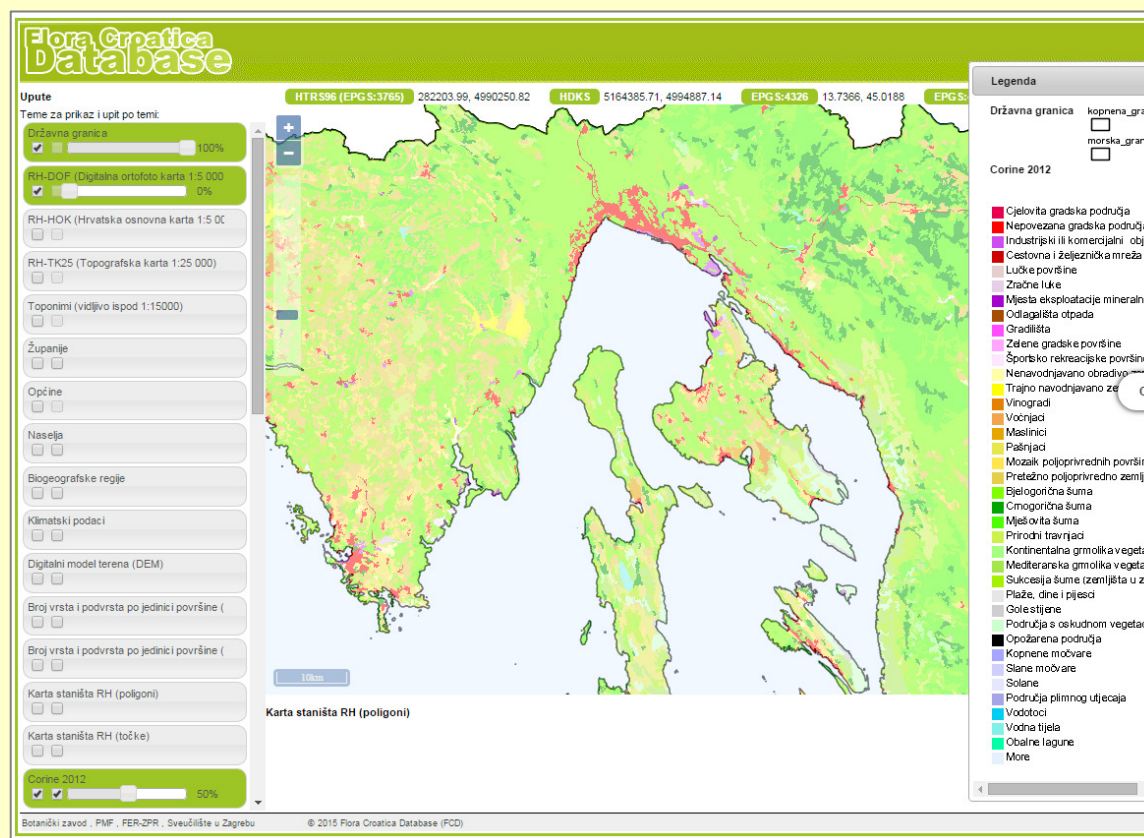 Flora Croatica
Database
Upute
HTRS96 (EPGS:3765) 282203.99, 4990250.82 HDKS 5164385.71, 4994887.14 EPGS:4326 13.7366, 45.0188 EPGS:
Teme za prikaz i upit po temi:
Državna granica
100%
RH-DOF (Digitalna ortofoto karta 1:5 000
0%
RH-HOK (Hrvatska osnovna karta 1:5 00
RH-TK25 (Topografska karta 1:25 000)
Toponimi (vidljivo ispod 1:15000)
Županije
Općine
Naselja
Biogeografske regije
Klimatski podaci
Digitalni model terena (DEM)
Broj vrsta i podvrsta po jedinici površine (
Broj vrsta i podvrsta po jedinici površine (
Karta staništa RH (poligoni)
Karta staništa RH (točke)
Corine 2012
50%
+
−
10km
Karta staništa RH (poligoni)
Legenda
Državna granica kopnena_gra
morska_gran
Corine 2012
Cjelovita gradska područja
Nepovezana gradska područja
Industrijski ili komercijalni obj
Cestovna i željeznička mreža
Lučke površine
Zračne luke
Mjesta eksploatacije mineraln
Odlagališta otpada
Gradilišta
Zelene gradske površine
Športsko rekreacijske površine
Nenavodnjavano obradivo
Trajno navodnjavano ze
Vinogradi
Voćnjaci
Maslinici
Pašnjaci
Mozaik poljoprivrednih površin
Pretežno poljoprivredno zemlj
Bjelogorična šuma
Crnogorična šuma
Mješovita šuma
Prirodni travnjaci
Kontinentalna grmolika vegeta
Mediteranska grmolika vegeta
Sukcesija šume (zemljišta u z
Plaže, dine i pijesci
Gole stijene
Područja s oskudnom vegetac
Opožarena područja
Kopnene močvare
Slane močvare
Solane
Područja plimnog utjecaja
Vodotoci
Vodna tijela
Obalne lagune
More
Botanički zavod , PMF , FER-ZPR , Sveučilište u Zagrebu © 2015 Flora Croatica Database (FCD)